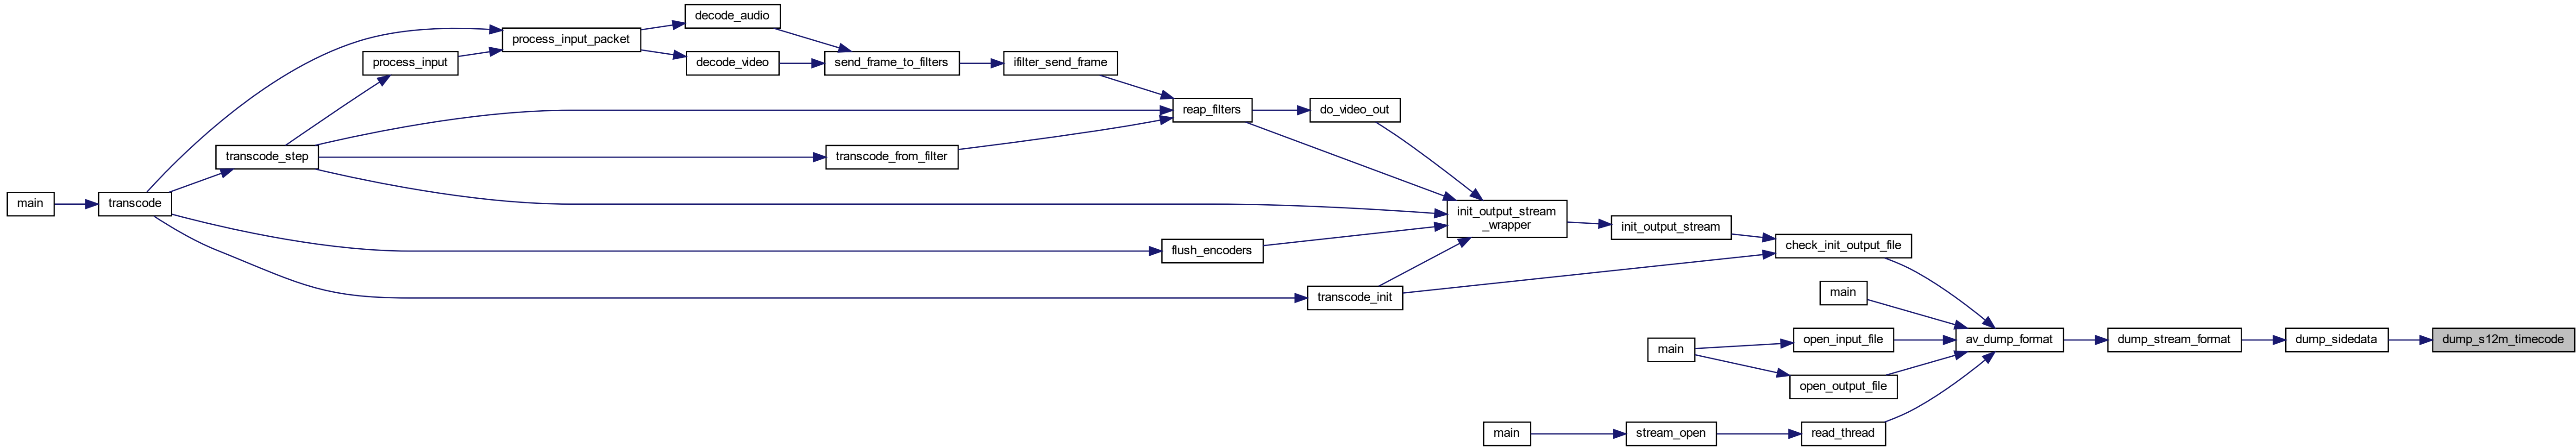 decode_audio
process_input_packet
process_input
decode_video
send_frame_to_filters
ifilter_send_frame
reap_filters
do_video_out
transcode_step
transcode_from_filter
main
transcode
init_output_stream
_wrapper
init_output_stream
flush_encoders
check_init_output_file
transcode_init
main
main
open_input_file
av_dump_format
dump_stream_format
dump_sidedata
dump_s12m_timecode
open_output_file
main
stream_open
read_thread